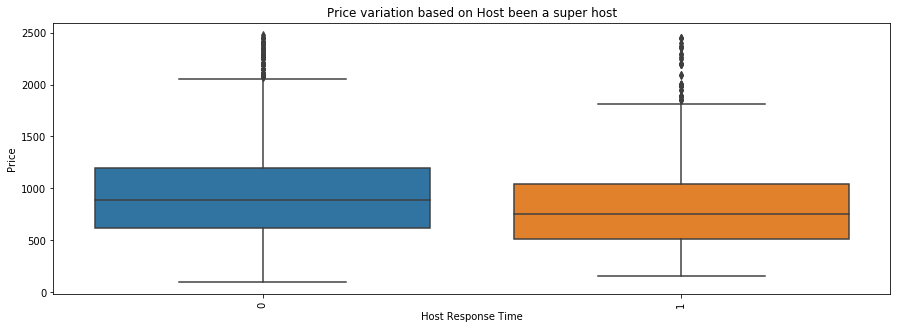 Price variation based on Host been a super host
2500
2000
1500
1000
500
0
Price
0
1
Host Response Time